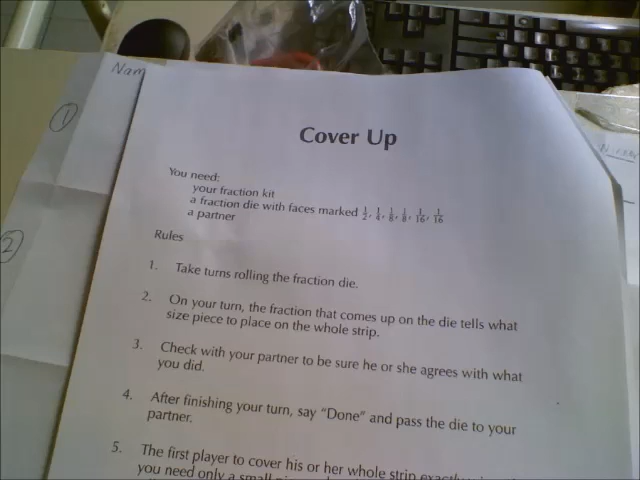 Nam
1
2
Cover Up
You need:
your fraction kit
a fraction die with faces marked 1/2, 1/4, 1/8, 1/8, 1/16, 1/16
a partner
Rules
1. Take turns rolling the fraction die.
2. On your turn, the fraction that comes up on the die tells what
size piece to place on the whole strip.
3. Check with your partner to be sure he or she agrees with what
you did.
4. After finishing your turn, say “Done” and pass the die to your
partner.
5. The first player to cover his or her whole strip exactly
you need only a small